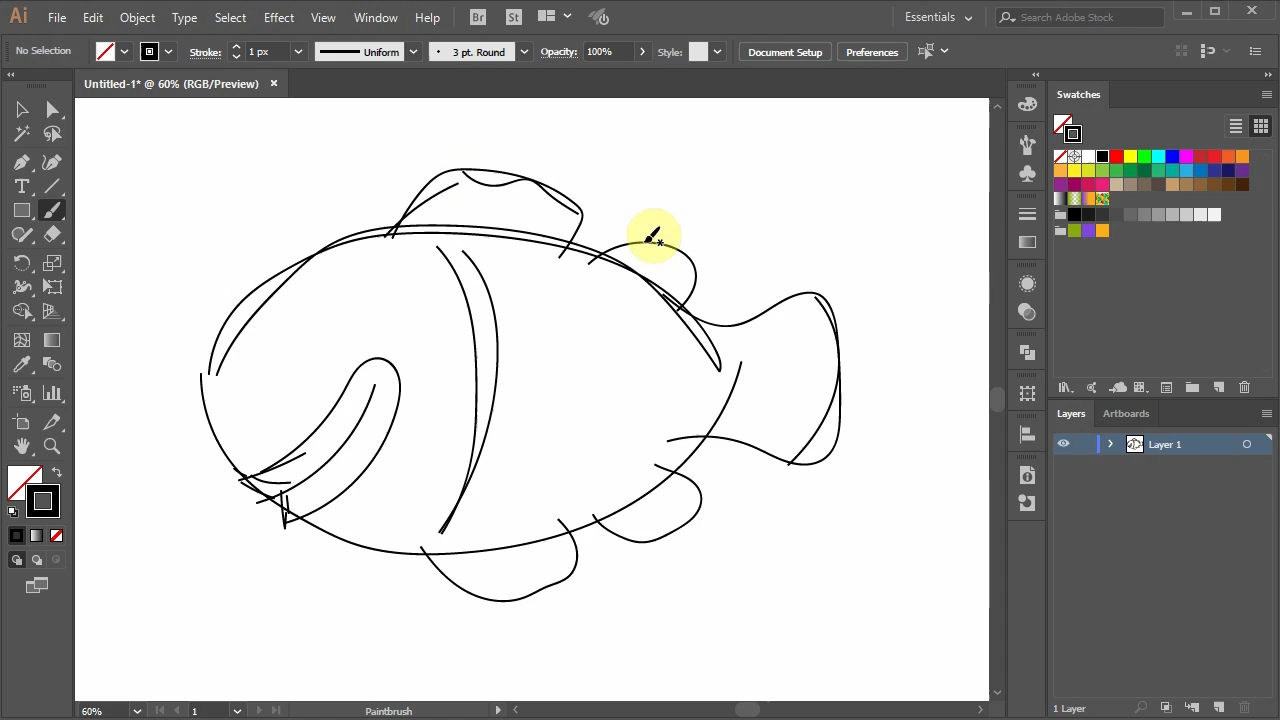 Ai File Edit Object Type Select Effect View Window Help Br St Essentials Search Adobe Stock
No Selection Stroke: 1 px Uniform 3 pt. Round Opacity: 100% Style: Document Setup Preferences
Untitled-1* @ 60% (RGB/Preview)
Swatches
Layers Artboards
Layer 1
60% 1 Paintbrush 1 Layer